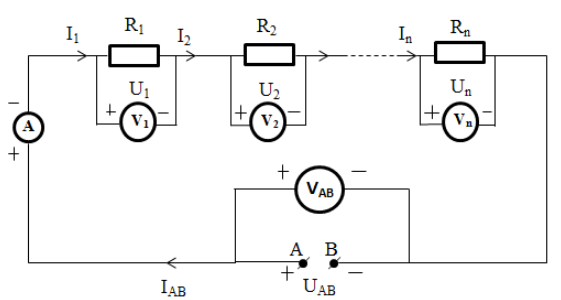 I1 R1 I2 R2 In Rn
U1 U2 Un
+ − + − + −
V1 V2 Vn
−
A
+
+ −
VAB
A B
+ −
IAB UAB